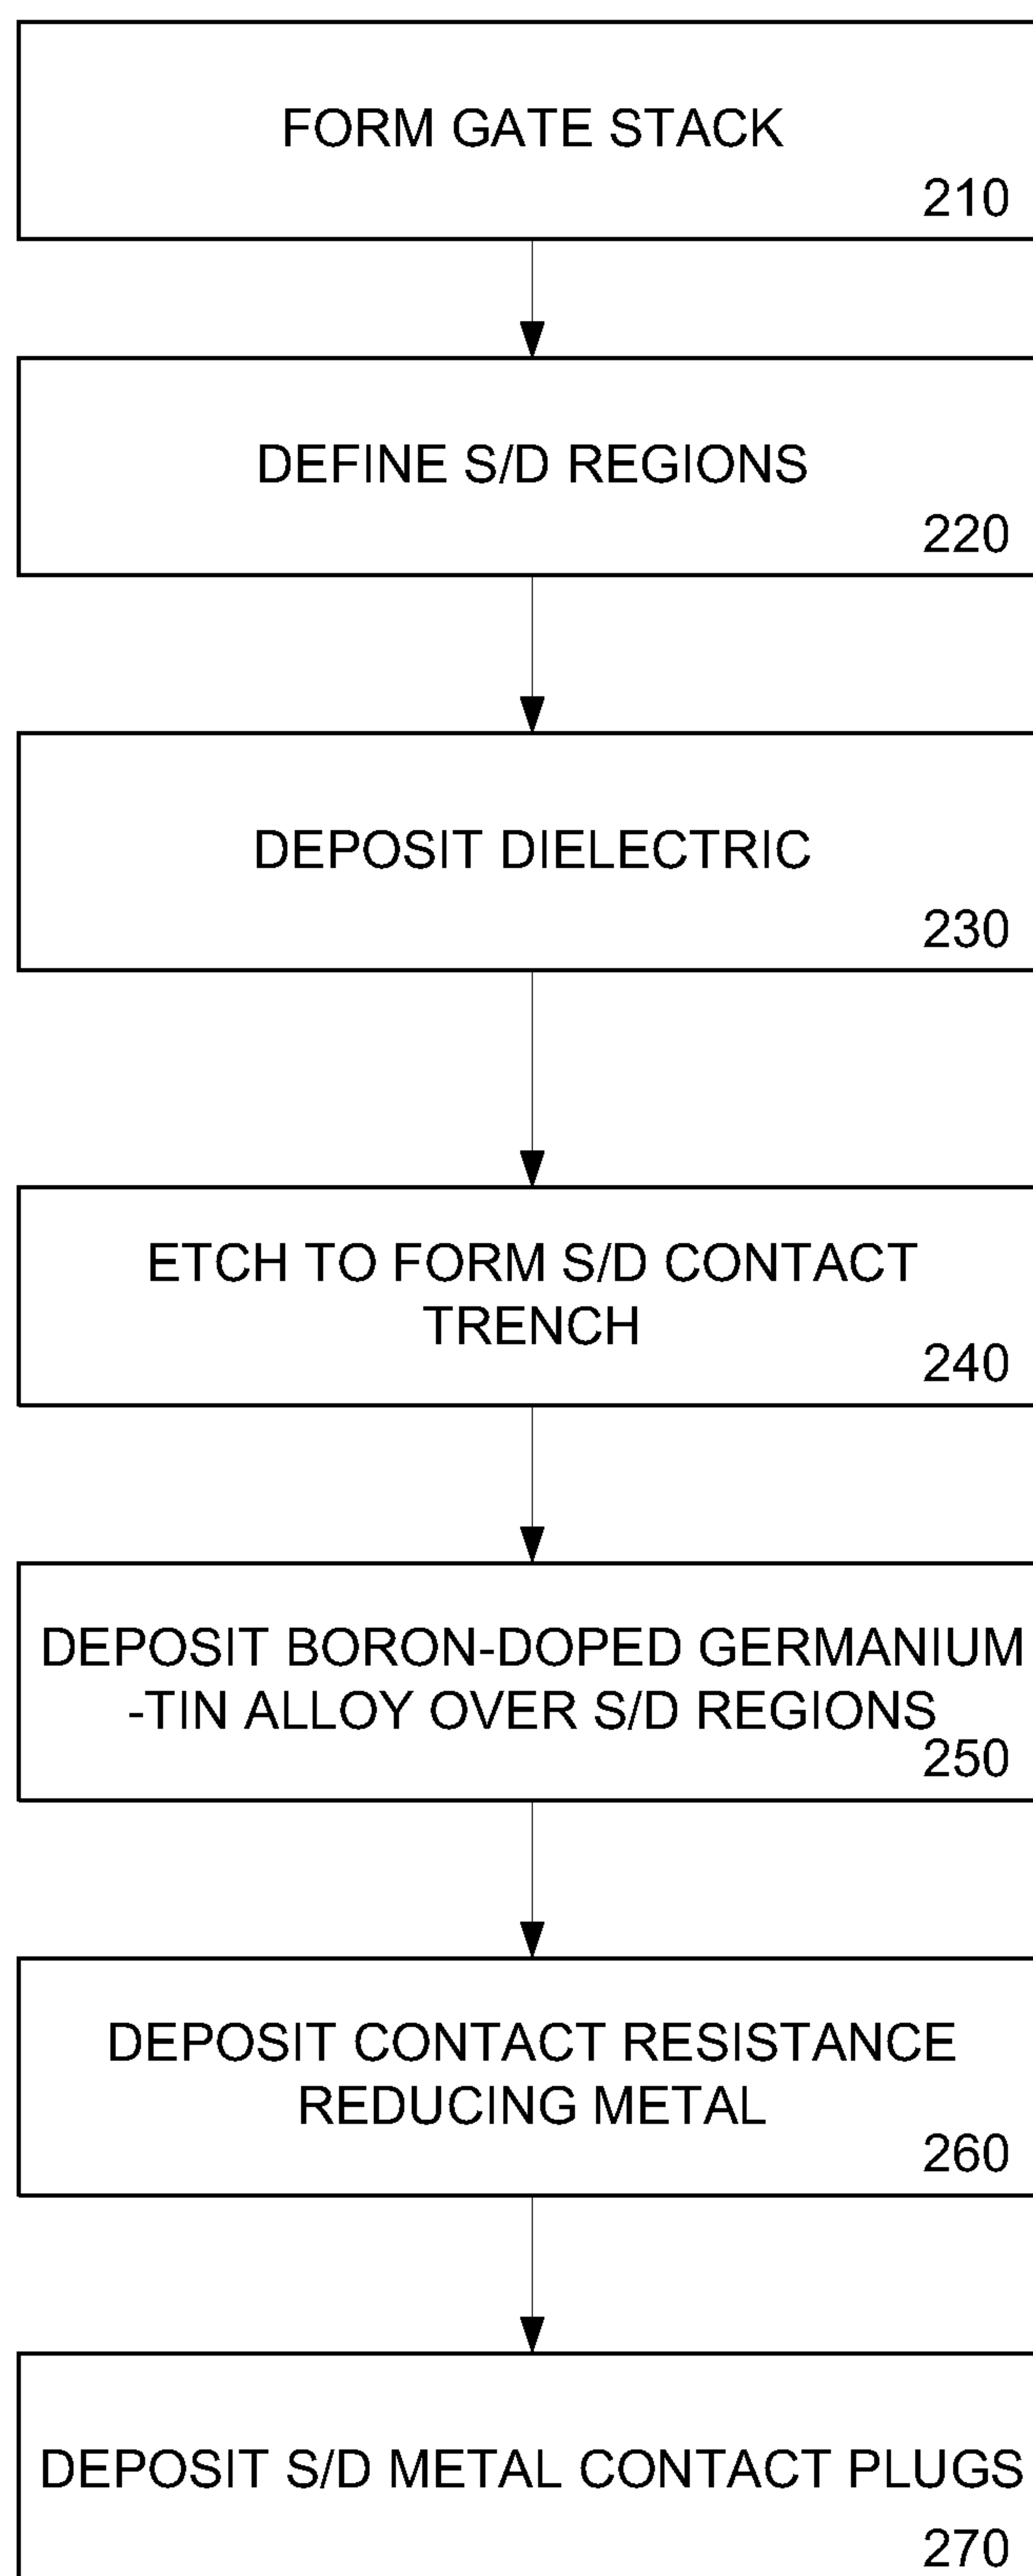 FORM GATE STACK
210
DEFINE S/D REGIONS
220
DEPOSIT DIELECTRIC
230
ETCH TO FORM S/D CONTACT
TRENCH
240
DEPOSIT BORON-DOPED GERMANIUM
-TIN ALLOY OVER S/D REGIONS
250
DEPOSIT CONTACT RESISTANCE
REDUCING METAL
260
DEPOSIT S/D METAL CONTACT PLUGS
270